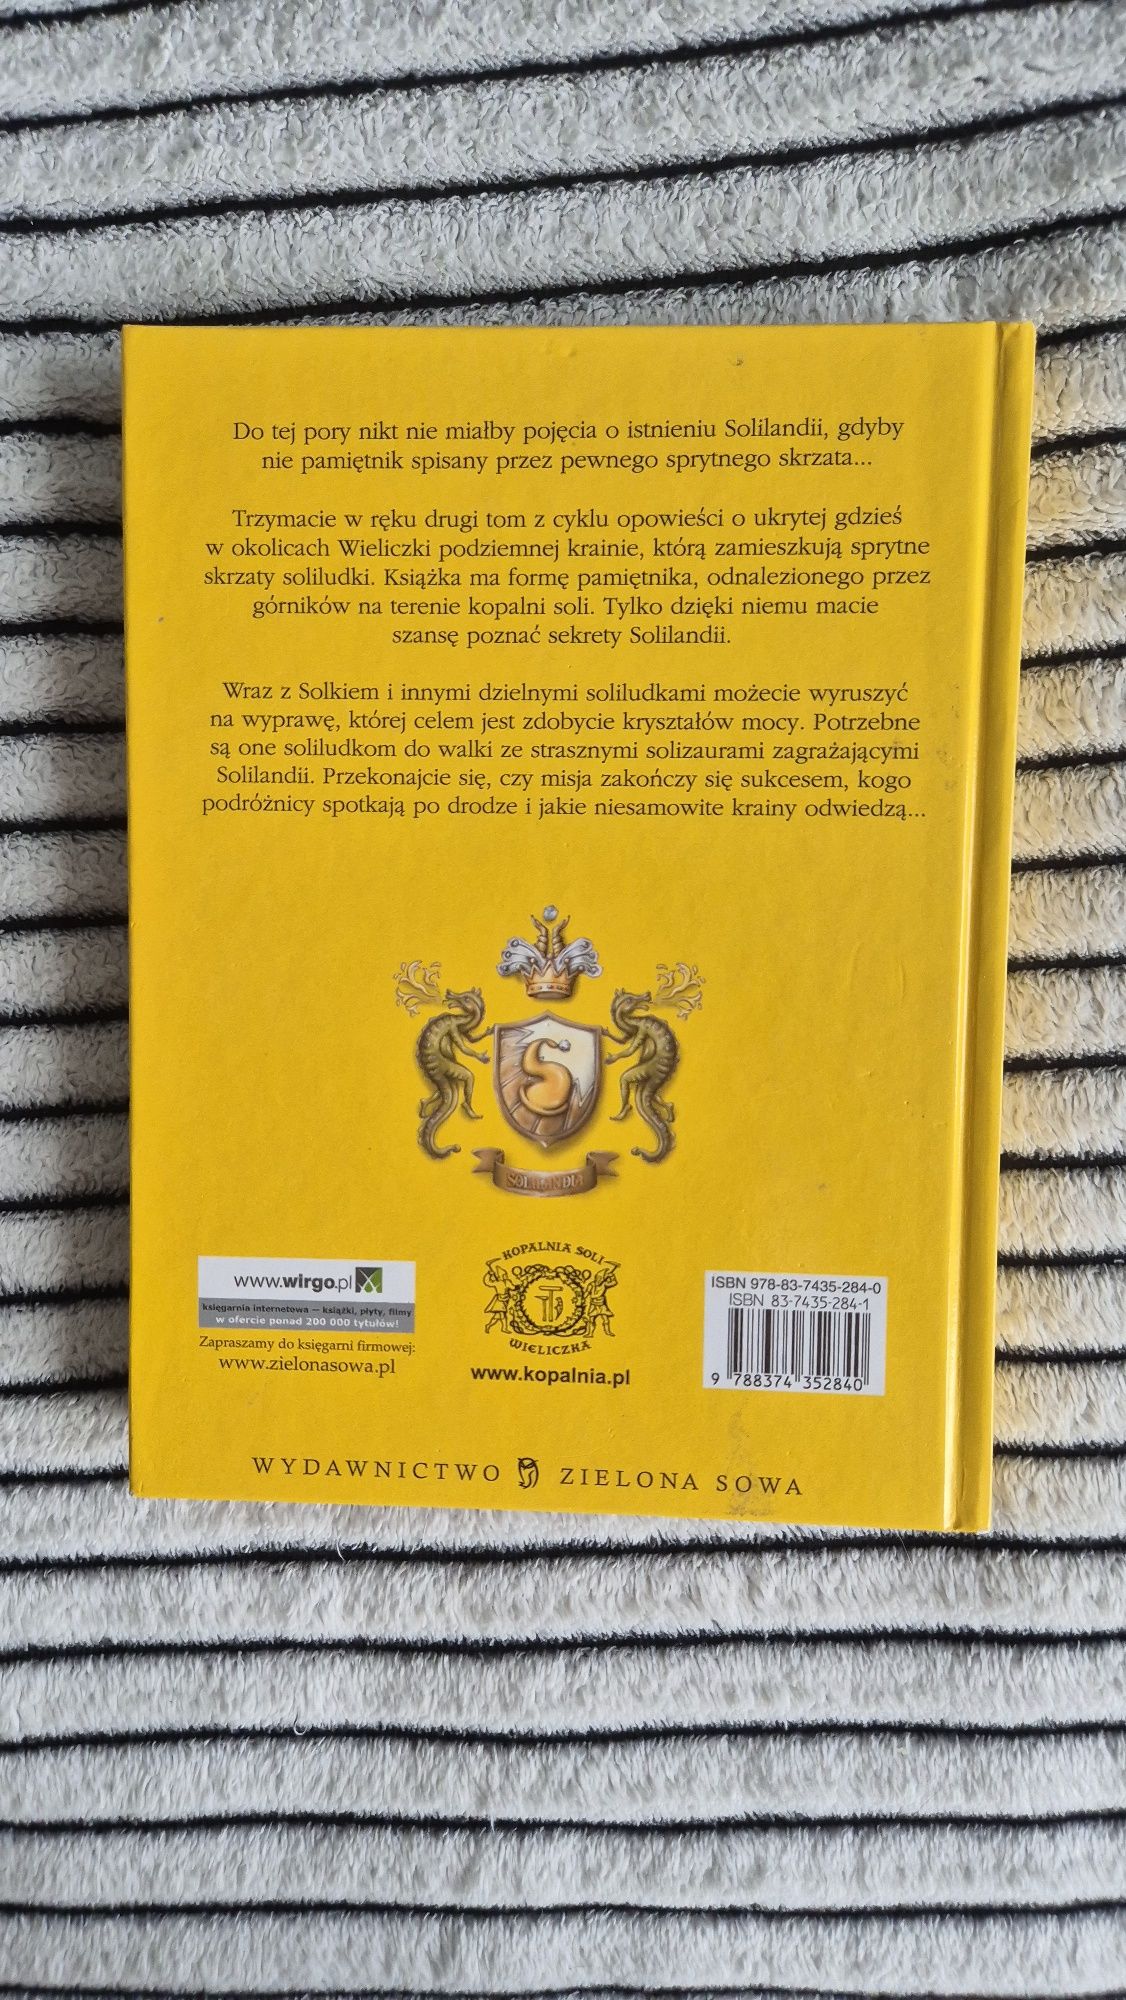 Do tej pory nikt nie miałby pojęcia o istnieniu Solilandii, gdyby
nie pamiętnik spisany przez pewnego sprytnego skrzata...
Trzymacie w ręku drugi tom z cyklu opowieści o ukrytej gdzieś
w okolicach Wieliczki podziemnej krainie, którą zamieszkują sprytne
skrzaty soliludki. Książka ma formę pamiętnika, odnalezionego przez
górników na terenie kopalni soli. Tylko dzięki niemu macie
szansę poznać sekrety Solilandii.
Wraz z Solkiem i innymi dzielnymi soliludkami możecie wyruszyć
na wyprawę, której celem jest zdobycie kryształów mocy. Potrzebne
są one soliludkom do walki ze strasznymi solizaurami zagrażającymi
Solilandii. Przekonajcie się, czy misja zakończy się sukcesem, kogo
podróżnicy spotkają po drodze i jakie niesamowite krainy odwiedzą...
S
SOLILANDIA
www.wirgo.pl
księgarnia internetowa — książki, płyty, filmy
w ofercie ponad 200 000 tytułów!
Zapraszamy do księgarni firmowej:
www.zielonasowa.pl
KOPALNIA SOLI
WIELICZKA
www.kopalnia.pl
ISBN 978-83-7435-284-0
ISBN 83-7435-284-1
9 788374 352840
WYDAWNICTWO ZIELONA SOWA